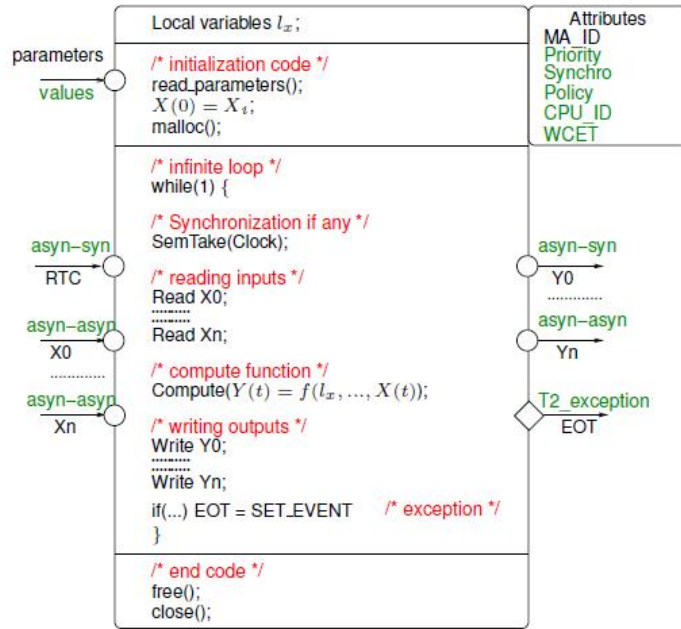 Local variables lx;
Attributes
MA_ID
Priority
Synchro
Policy
CPU_ID
WCET
parameters
values
/* initialization code */
read_parameters();
X(0) = Xi;
malloc();
/* infinite loop */
while(1) {
/* Synchronization if any */
SemTake(Clock);
asyn-syn
RTC
/* reading inputs */
Read X0;
..........
Read Xn;
asyn-asyn
X0
.............
asyn-asyn
Xn
/* compute function */
Compute(Y(t) = f(lx, ..., X(t));
/* writing outputs */
Write Y0;
..........
Write Yn;
if(...) EOT = SET_EVENT /* exception */
}
asyn-syn
Y0
.............
asyn-asyn
Yn
T2_exception
EOT
/* end code */
free();
close();